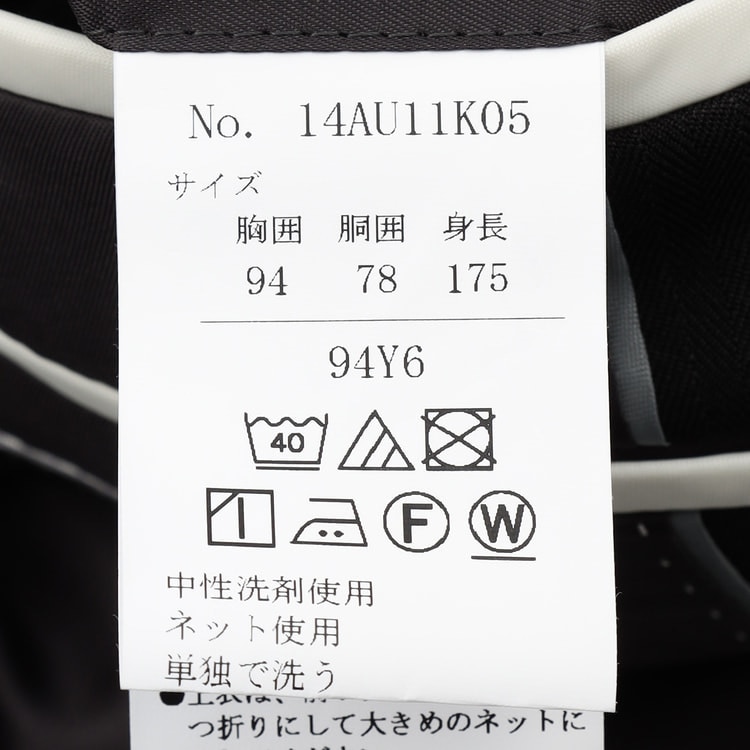 No. 14AU11K05
サイズ
胸囲 胴囲 身長
94 78 175
94Y6
40
F W
中性洗剤使用
ネット使用
単独で洗う
つ折りにして大きめのネットに